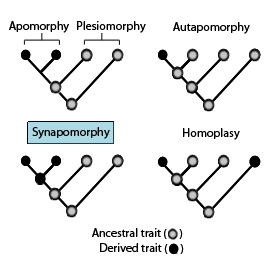 Apomorphy Plesiomorphy Autapomorphy
Synapomorphy Homoplasy
Ancestral trait ( )
Derived trait ( )